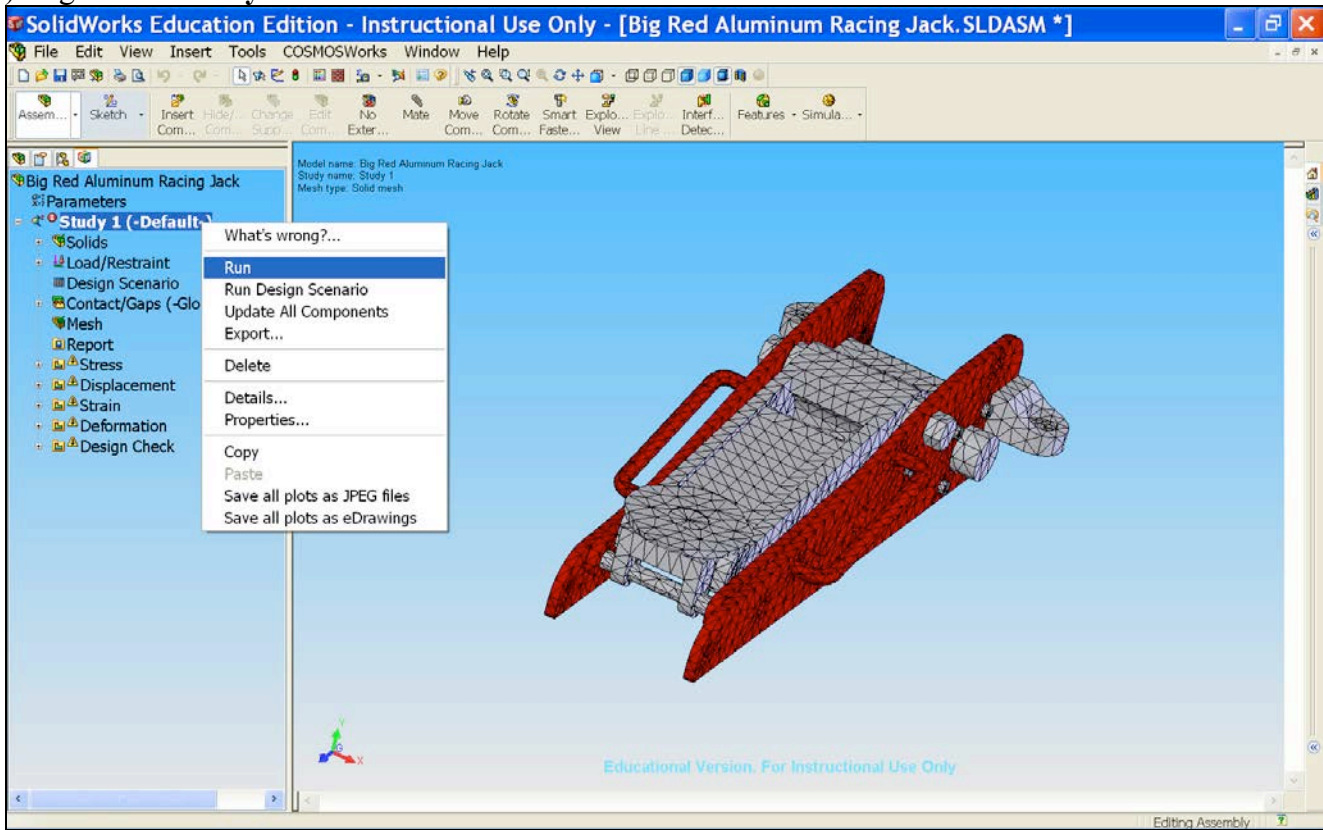 SolidWorks Education Edition - Instructional Use Only - [Big Red Aluminum Racing Jack.SLDASM *]
File Edit View Insert Tools COSMOSWorks Window Help
Assem... Sketch Insert Com... Hide/ Com... Change Supp... Edit Com... No Exter... Mate Move Com... Rotate Com... Smart Faste... Explo... View Explo... Line ... Interf... Detec... Features Simula...
Model name: Big Red Aluminum Racing Jack
Study name: Study 1
Mesh type: Solid mesh
Big Red Aluminum Racing Jack
Parameters
Study 1 (-Default-)
Solids
Load/Restraint
Design Scenario
Contact/Gaps (-Glo
Mesh
Report
Stress
Displacement
Strain
Deformation
Design Check
What's wrong?...
Run
Run Design Scenario
Update All Components
Export...
Delete
Details...
Properties...
Copy
Paste
Save all plots as JPEG files
Save all plots as eDrawings
Y
X
Educational Version. For Instructional Use Only
Editing Assembly